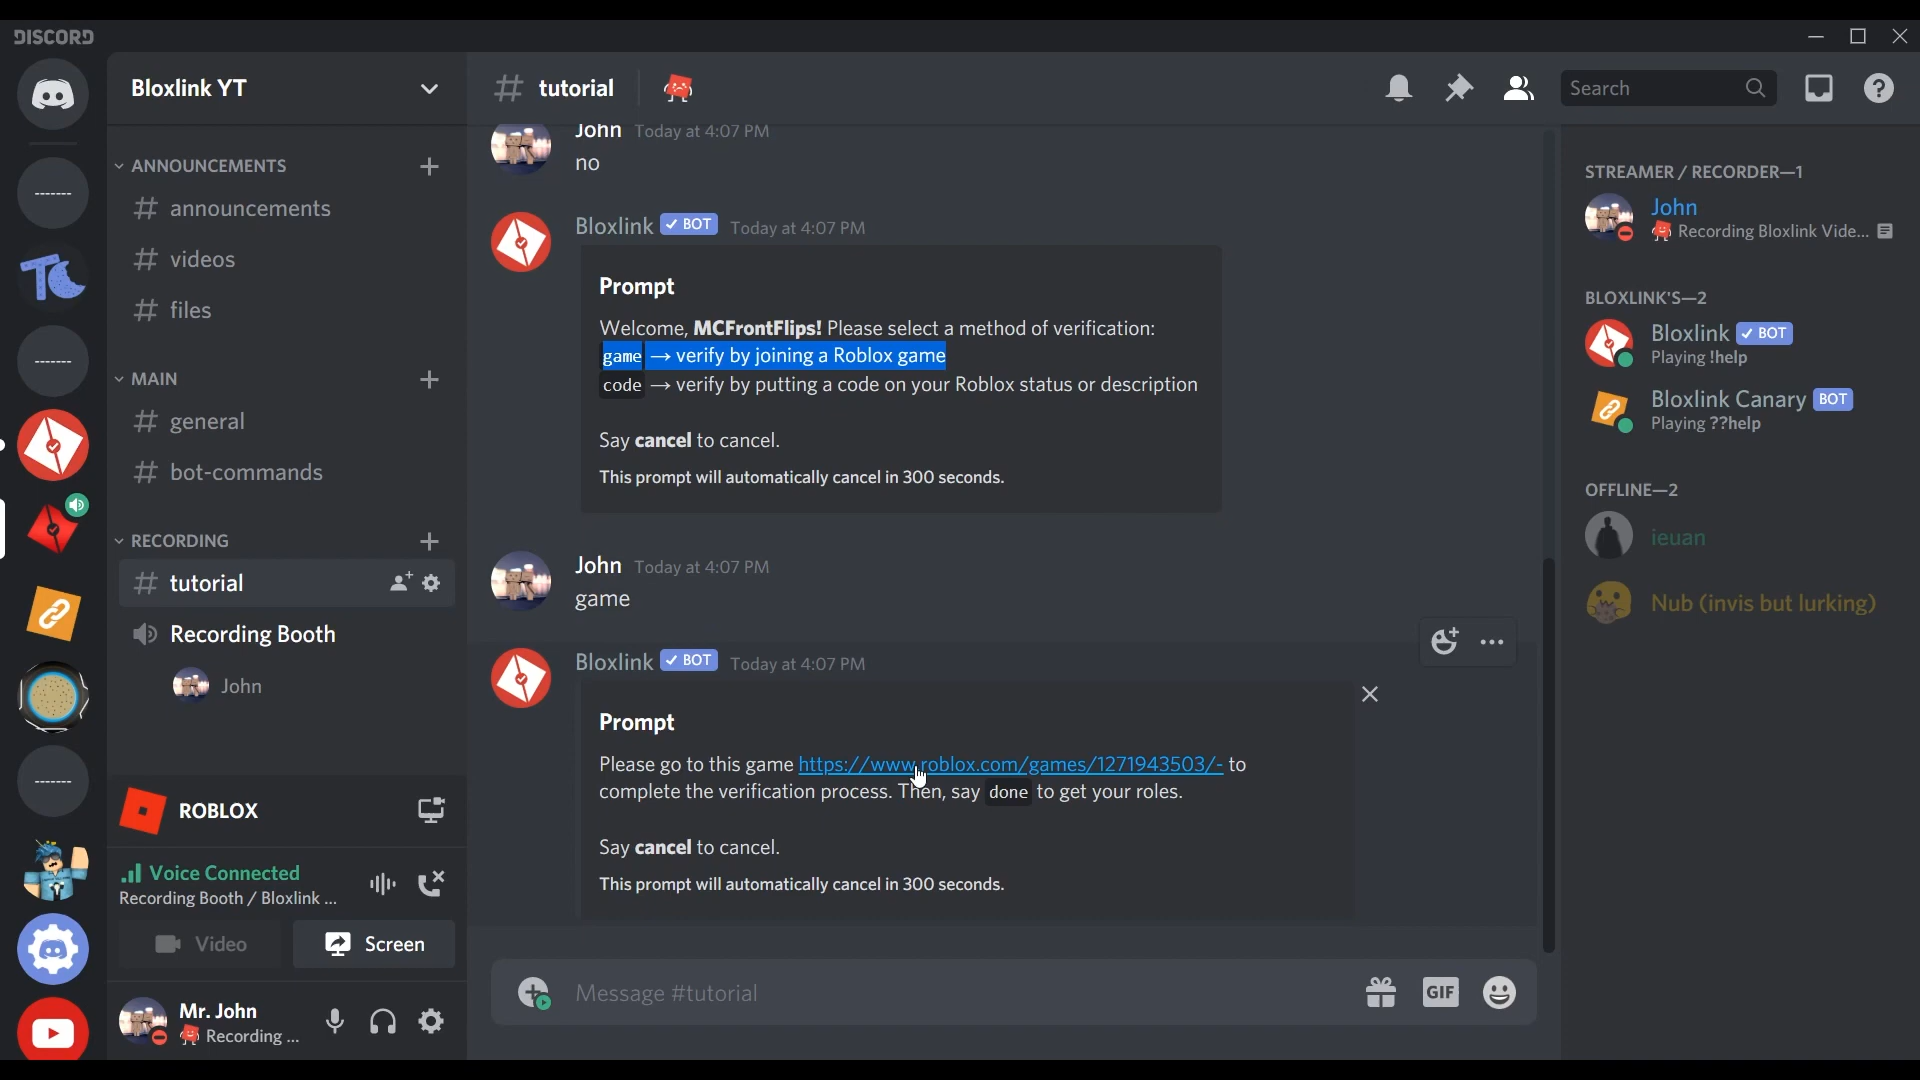 DISCORD
Bloxlink YT
ANNOUNCEMENTS
# announcements
# videos
# files
MAIN
# general
# bot-commands
RECORDING
# tutorial
Recording Booth
John
ROBLOX
Voice Connected
Recording Booth / Bloxlink ...
Video
Screen
Mr. John
Recording ...
-------
TC
-------
-------
# tutorial
Search
John Today at 4:07 PM
no
Bloxlink ✓ BOT Today at 4:07 PM
Prompt
Welcome, MCFrontFlips! Please select a method of verification:
game → verify by joining a Roblox game
code → verify by putting a code on your Roblox status or description
Say cancel to cancel.
This prompt will automatically cancel in 300 seconds.
John Today at 4:07 PM
game
Bloxlink ✓ BOT Today at 4:07 PM
Prompt
Please go to this game https://www.roblox.com/games/1271943503/- to
complete the verification process. Then, say done to get your roles.
Say cancel to cancel.
This prompt will automatically cancel in 300 seconds.
Message #tutorial
GIF
STREAMER / RECORDER—1
John
Recording Bloxlink Vide...
BLOXLINK'S—2
Bloxlink ✓ BOT
Playing !help
Bloxlink Canary BOT
Playing ??help
OFFLINE—2
ieuan
Nub (invis but lurking)